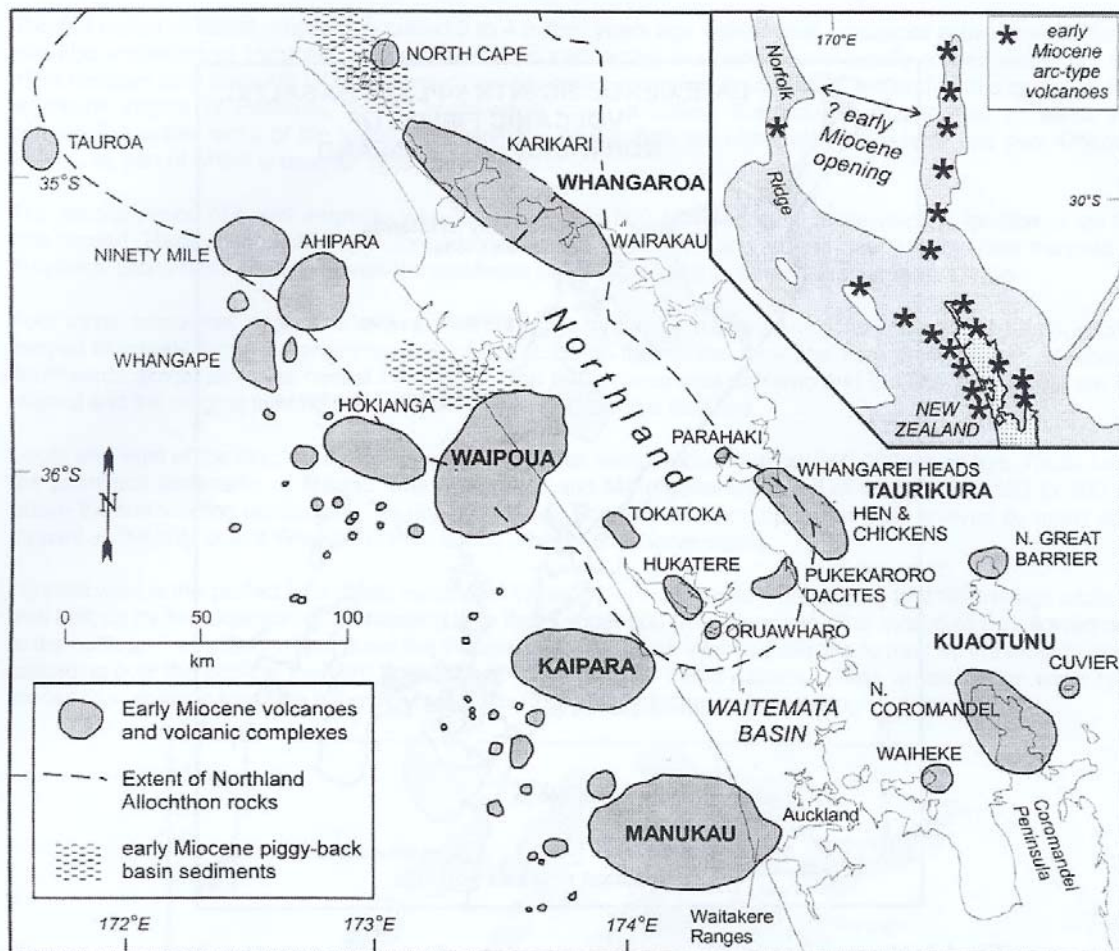 NORTH CAPE
TAUROA
35°S
KARIKARI
WHANGAROA
WAIRAKAU
NINETY MILE
AHIPARA
WHANGAPE
HOKIANGA
Northland
36°S
WAIPOUA
N
PARAHAKI
WHANGAREI HEADS
TAURIKURA
HEN &
CHICKENS
TOKATOKA
HUKATERE
PUKEKARORO
DACITES
ORUAWHARO
N. GREAT
BARRIER
KUAOTUNU
CUVIER
N.
COROMANDEL
KAIPARA
WAITEMATA
BASIN
WAIHEKE
MANUKAU
Auckland
Coromandel
Peninsula
Waitakere
Ranges
0 50 100
km
Early Miocene volcanoes
and volcanic complexes
Extent of Northland
Allochthon rocks
early Miocene piggy-back
basin sediments
172°E 173°E 174°E
170°E
Norfolk
Ridge
? early
Miocene
opening
early
Miocene
arc-type
volcanoes
30°S
NEW
ZEALAND